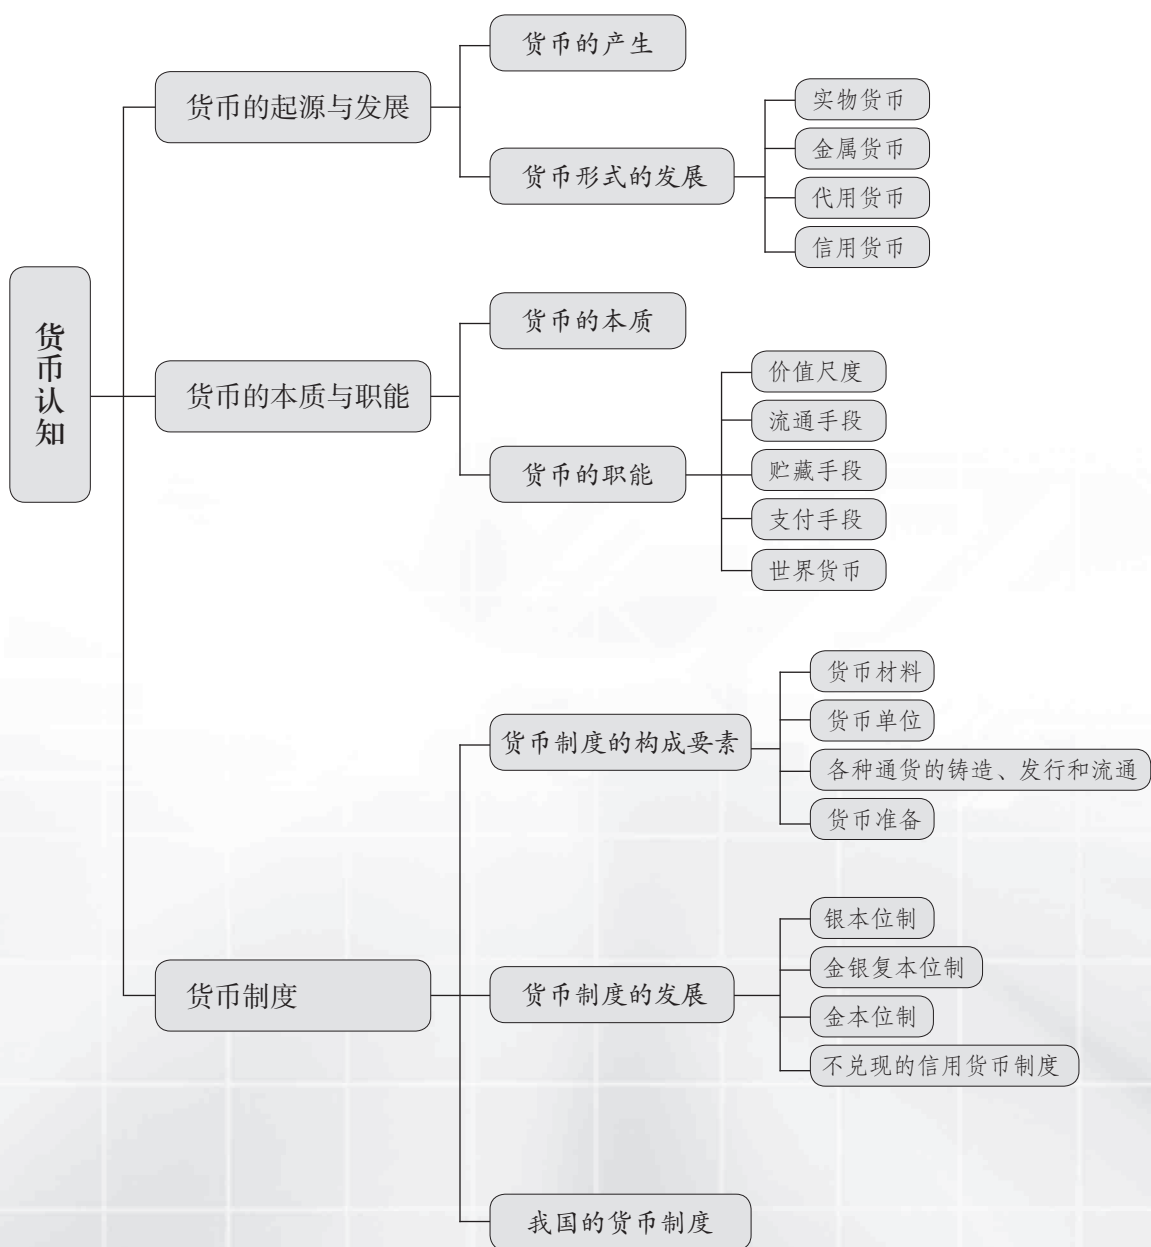 货币认知
货币的起源与发展
货币的产生
货币形式的发展
实物货币
金属货币
代用货币
信用货币
货币的本质与职能
货币的本质
货币的职能
价值尺度
流通手段
贮藏手段
支付手段
世界货币
货币制度
货币制度的构成要素
货币材料
货币单位
各种通货的铸造、发行和流通
货币准备
货币制度的发展
银本位制
金银复本位制
金本位制
不兑现的信用货币制度
我国的货币制度